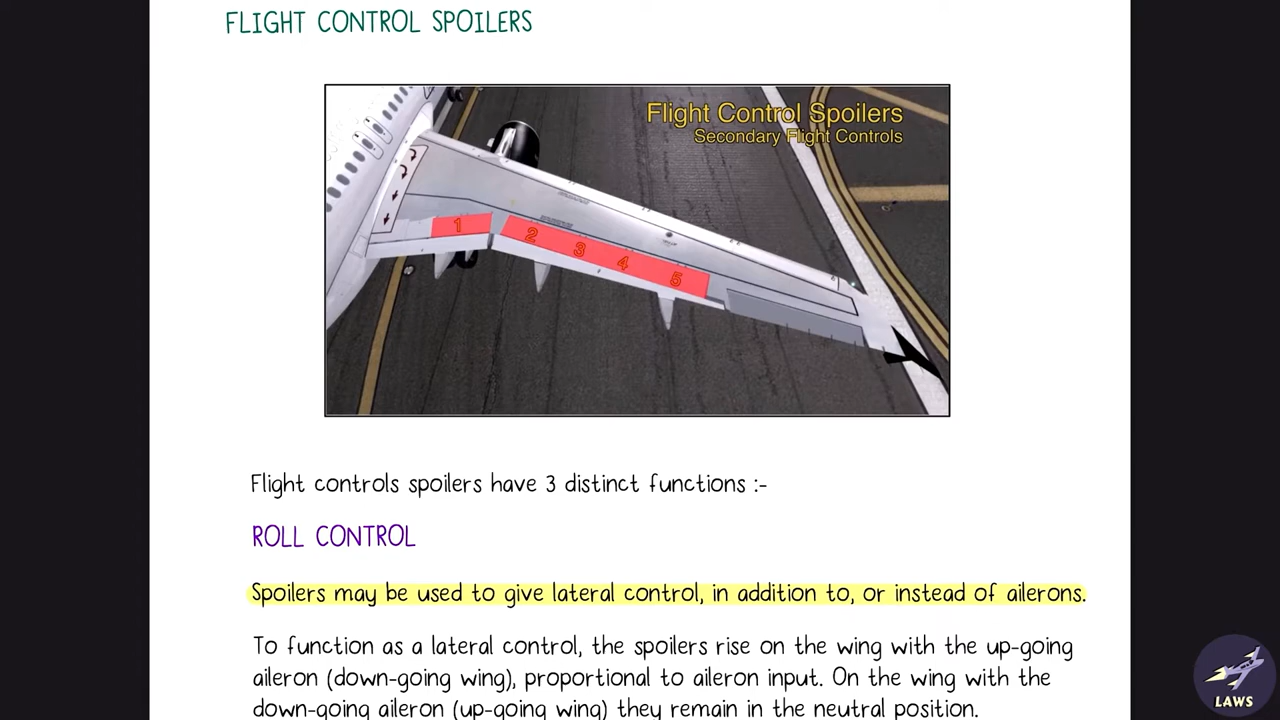 FLIGHT CONTROL SPOILERS
Flight Control Spoilers
Secondary Flight Controls
1
2
3
4
5
Flight controls spoilers have 3 distinct functions :-
ROLL CONTROL
Spoilers may be used to give lateral control, in addition to, or instead of ailerons.
To function as a lateral control, the spoilers rise on the wing with the up-going
aileron (down-going wing), proportional to aileron input. On the wing with the
down-going aileron (up-going wing) they remain in the neutral position.
LAWS